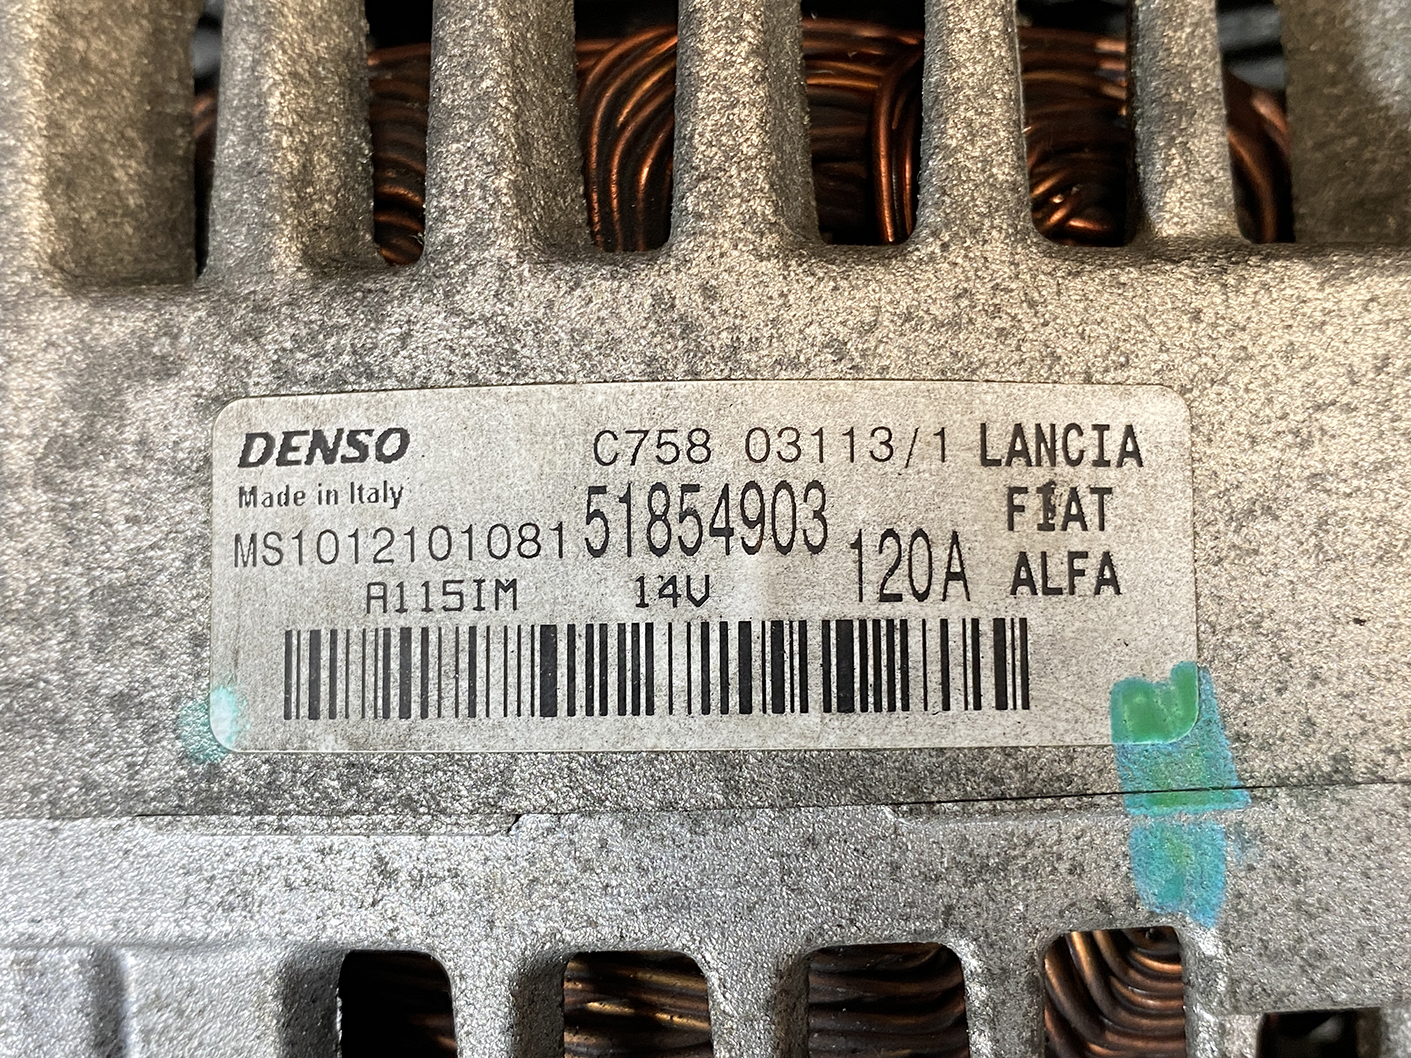 DENSO C758 03113/1 LANCIA
Made in Italy 51854903 FIAT
MS1012101081 120A ALFA
A115IM 14V